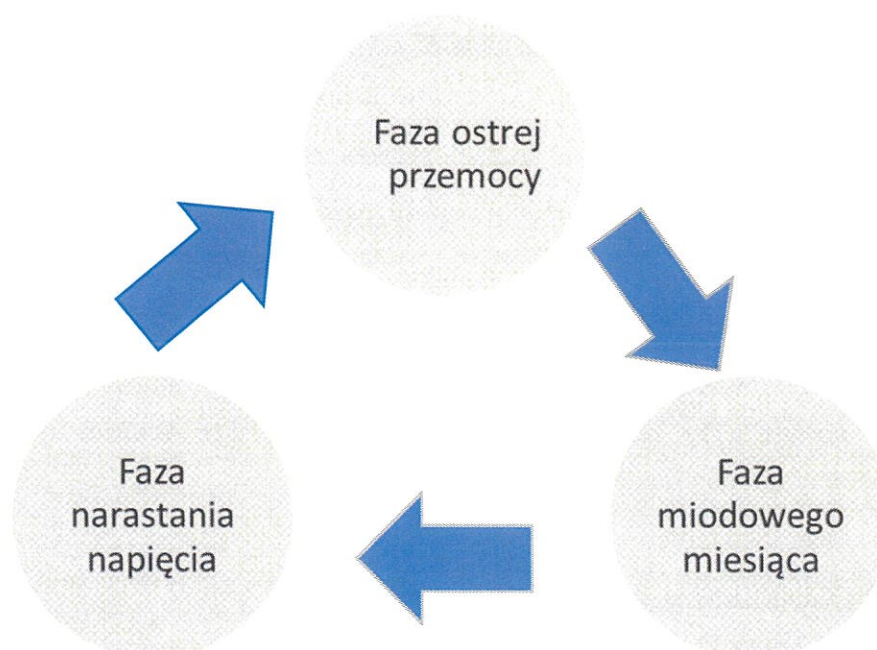 Faza ostrej
przemocy
Faza
narastania
napięcia
Faza
miodowego
miesiąca